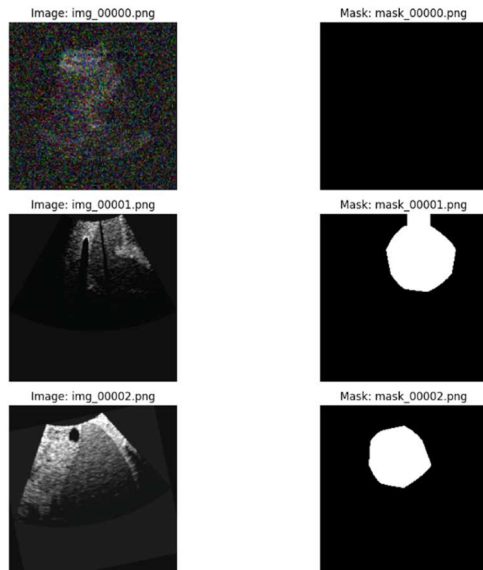 Image: img_00000.png
Mask: mask_00000.png
Image: img_00001.png
Mask: mask_00001.png
Image: img_00002.png
Mask: mask_00002.png